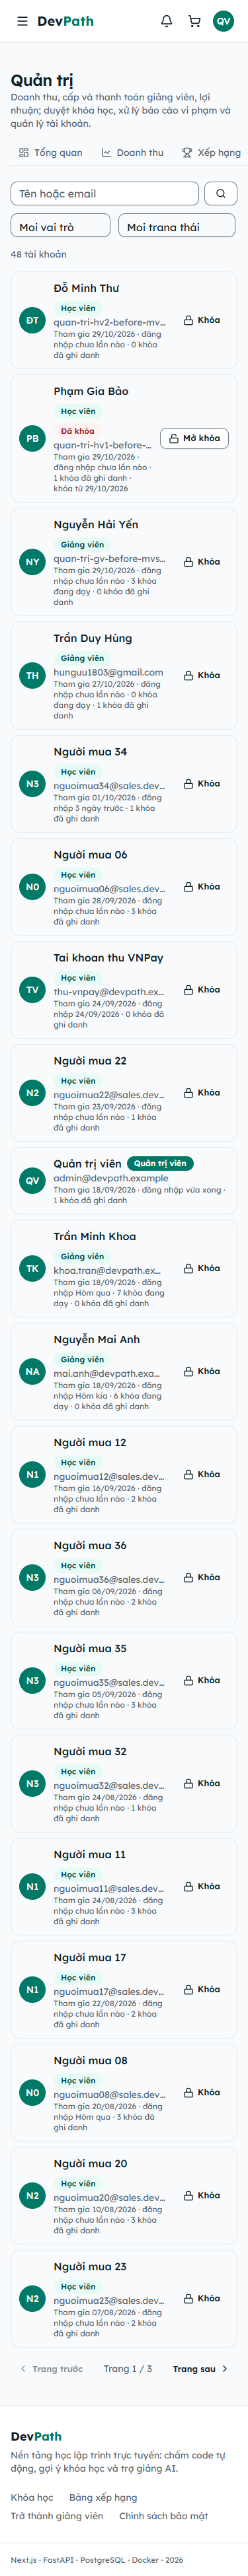 DevPath
QV
Quản trị
Doanh thu, cấp và thanh toán giảng viên, lợi
nhuận; duyệt khóa học, xử lý báo cáo vi phạm và
quản lý tài khoản.
Tổng quan Doanh thu Xếp hạng
Tên hoặc email
Mọi vai trò Mọi trạng thái
48 tài khoản
Đỗ Minh Thư
Học viên
ĐT
quan-tri-hv2-before-mv…
Khóa
Tham gia 29/10/2026 · đăng
nhập chưa lần nào · 0 khóa
đã ghi danh
Phạm Gia Bảo
Học viên
Đã khóa
PB
quan-tri-hv1-before-…
Mở khóa
Tham gia 29/10/2026 ·
đăng nhập chưa lần nào ·
1 khóa đã ghi danh ·
khóa từ 29/10/2026
Nguyễn Hải Yến
Giảng viên
NY
quan-tri-gv-before-mvs…
Khóa
Tham gia 29/10/2026 · đăng
nhập chưa lần nào · 3 khóa
đang dạy · 0 khóa đã ghi
danh
Trần Duy Hùng
Giảng viên
TH
hunguu1803@gmail.com
Khóa
Tham gia 27/10/2026 · đăng
nhập chưa lần nào · 0 khóa
đang dạy · 1 khóa đã ghi
danh
Người mua 34
Học viên
N3
nguoimua34@sales.dev…
Khóa
Tham gia 01/10/2026 · đăng
nhập 3 ngày trước · 1 khóa
đã ghi danh
Người mua 06
Học viên
N0
nguoimua06@sales.dev…
Khóa
Tham gia 28/09/2026 · đăng
nhập chưa lần nào · 3 khóa
đã ghi danh
Tai khoan thu VNPay
Học viên
TV
thu-vnpay@devpath.ex…
Khóa
Tham gia 24/09/2026 · đăng
nhập 24/09/2026 · 0 khóa đã
ghi danh
Người mua 22
Học viên
N2
nguoimua22@sales.dev…
Khóa
Tham gia 23/09/2026 · đăng
nhập chưa lần nào · 1 khóa
đã ghi danh
Quản trị viên Quản trị viên
QV
admin@devpath.example
Tham gia 18/09/2026 · đăng nhập vừa xong ·
1 khóa đã ghi danh
Trần Minh Khoa
Giảng viên
TK
khoa.tran@devpath.ex…
Khóa
Tham gia 18/09/2026 · đăng
nhập Hôm qua · 7 khóa đang
dạy · 0 khóa đã ghi danh
Nguyễn Mai Anh
Giảng viên
NA
mai.anh@devpath.exa…
Khóa
Tham gia 18/09/2026 · đăng
nhập Hôm kia · 6 khóa đang
dạy · 0 khóa đã ghi danh
Người mua 12
Học viên
N1
nguoimua12@sales.dev…
Khóa
Tham gia 16/09/2026 · đăng
nhập chưa lần nào · 2 khóa
đã ghi danh
Người mua 36
Học viên
N3
nguoimua36@sales.dev…
Khóa
Tham gia 06/09/2026 · đăng
nhập chưa lần nào · 2 khóa
đã ghi danh
Người mua 35
Học viên
N3
nguoimua35@sales.dev…
Khóa
Tham gia 05/09/2026 · đăng
nhập chưa lần nào · 3 khóa
đã ghi danh
Người mua 32
Học viên
N3
nguoimua32@sales.dev…
Khóa
Tham gia 24/08/2026 · đăng
nhập chưa lần nào · 1 khóa
đã ghi danh
Người mua 11
Học viên
N1
nguoimua11@sales.dev…
Khóa
Tham gia 24/08/2026 · đăng
nhập chưa lần nào · 3 khóa
đã ghi danh
Người mua 17
Học viên
N1
nguoimua17@sales.dev…
Khóa
Tham gia 22/08/2026 · đăng
nhập chưa lần nào · 2 khóa
đã ghi danh
Người mua 08
Học viên
N0
nguoimua08@sales.dev…
Khóa
Tham gia 20/08/2026 · đăng
nhập Hôm qua · 3 khóa đã
ghi danh
Người mua 20
Học viên
N2
nguoimua20@sales.dev…
Khóa
Tham gia 10/08/2026 · đăng
nhập chưa lần nào · 3 khóa
đã ghi danh
Người mua 23
Học viên
N2
nguoimua23@sales.dev…
Khóa
Tham gia 07/08/2026 · đăng
nhập chưa lần nào · 2 khóa
đã ghi danh
Trang trước Trang 1 / 3 Trang sau
DevPath
Nền tảng học lập trình trực tuyến: chấm code tự
động, gợi ý khóa học và trợ giảng AI.
Khóa học Bảng xếp hạng
Trở thành giảng viên Chính sách bảo mật
Next.js · FastAPI · PostgreSQL · Docker · 2026